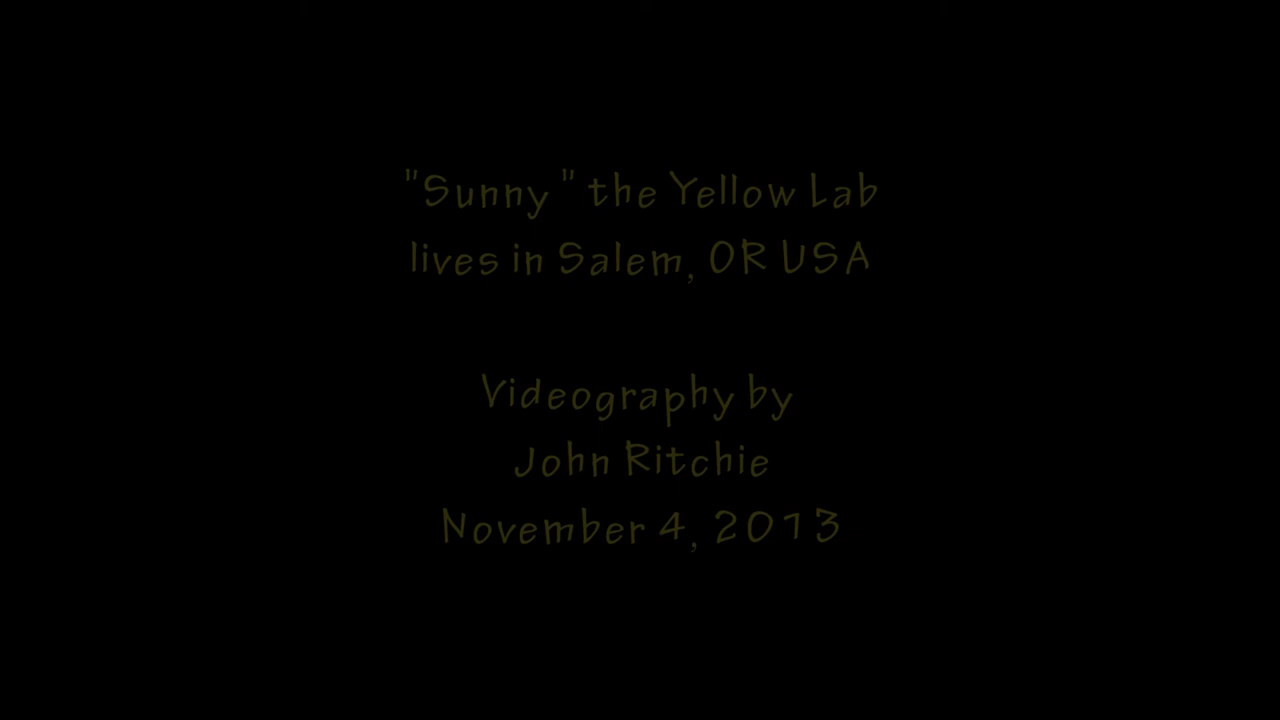 "Sunny " the Yellow Lab
lives in Salem, OR USA
Videography by
John Ritchie
November 4, 2013